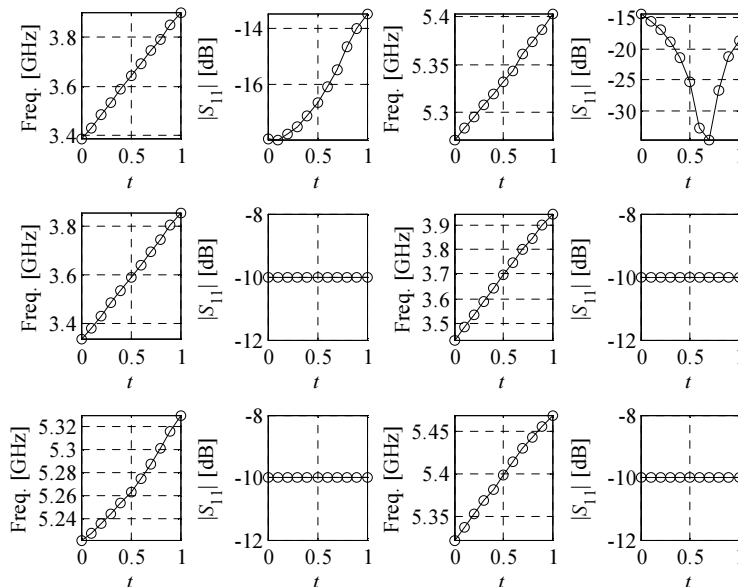 Freq. [GHz]
3.8
3.6
3.4
0 0.5 1
t
|S11| [dB]
-14
-16
0 0.5 1
t
Freq. [GHz]
5.4
5.35
5.3
0 0.5 1
t
|S11| [dB]
-15
-20
-25
-30
0 0.5 1
t
Freq. [GHz]
3.8
3.6
3.4
0 0.5 1
t
|S11| [dB]
-8
-10
-12
0 0.5 1
t
Freq. [GHz]
3.9
3.8
3.7
3.6
3.5
0 0.5 1
t
|S11| [dB]
-8
-10
-12
0 0.5 1
t
Freq. [GHz]
5.32
5.3
5.28
5.26
5.24
0 0.5 1
t
|S11| [dB]
-8
-10
-12
0 0.5 1
t
Freq. [GHz]
5.45
5.4
5.35
0 0.5 1
t
|S11| [dB]
-8
-10
-12
0 0.5 1
t